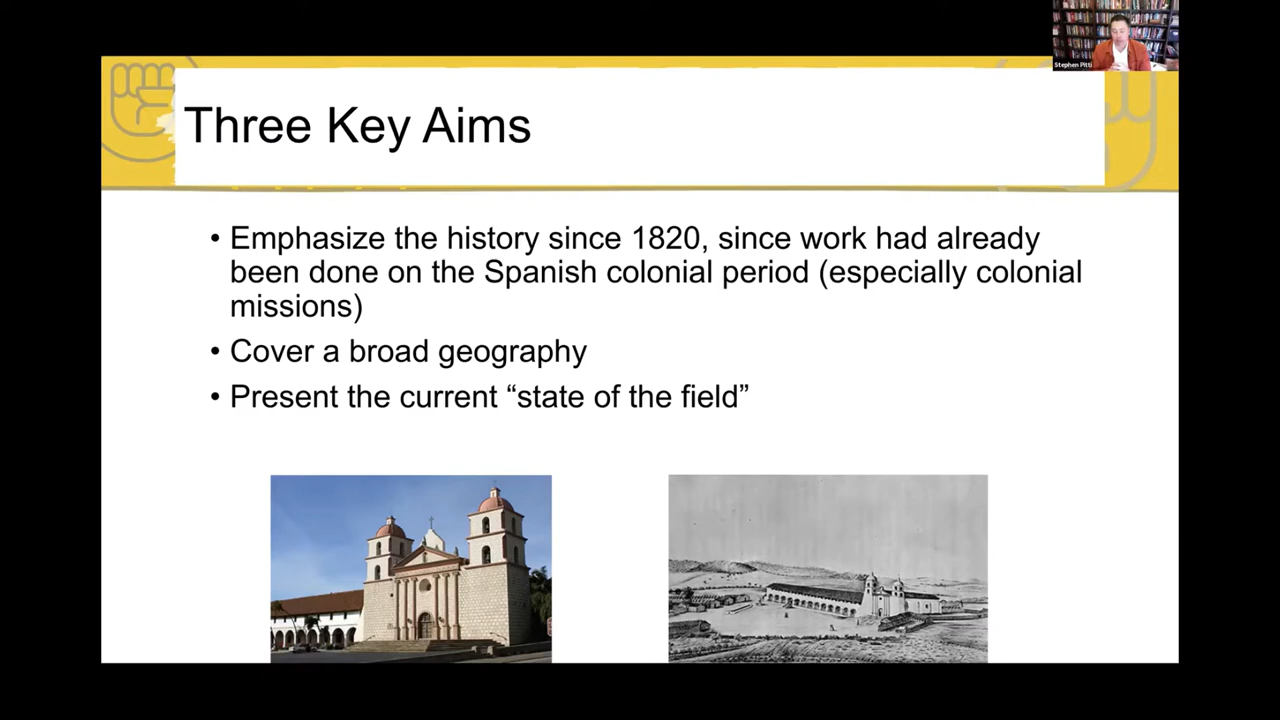 Stephen Pitti
Three Key Aims
• Emphasize the history since 1820, since work had already
been done on the Spanish colonial period (especially colonial
missions)
• Cover a broad geography
• Present the current “state of the field”